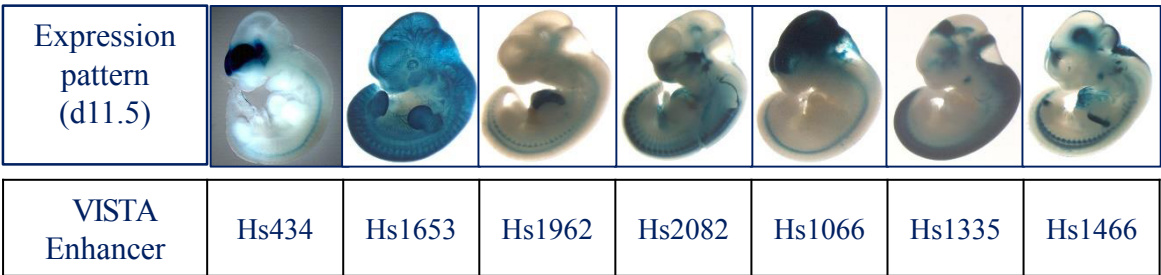 Expression
pattern
(d11.5)
VISTA
Enhancer
Hs434
Hs1653
Hs1962
Hs2082
Hs1066
Hs1335
Hs1466